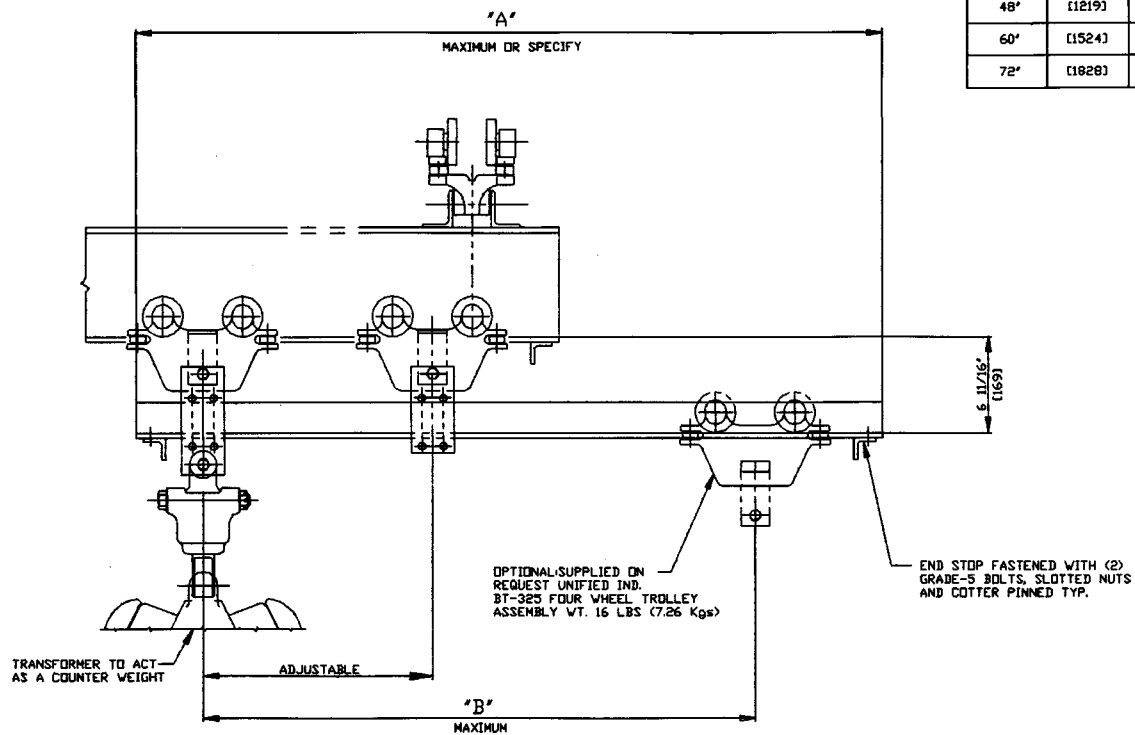 48" [1219]
60" [1524]
72" [1828]
"A"
MAXIMUM OR SPECIFY
6 11/16"
[169]
OPTIONAL:SUPPLIED ON
REQUEST UNIFIED IND.
BT-325 FOUR WHEEL TROLLEY
ASSEMBLY WT. 16 LBS (7.26 Kgs)
END STOP FASTENED WITH (2)
GRADE-5 BOLTS, SLOTTED NUTS
AND COTTER PINNED TYP.
TRANSFORMER TO ACT
AS A COUNTER WEIGHT
ADJUSTABLE
"B"
MAXIMUM